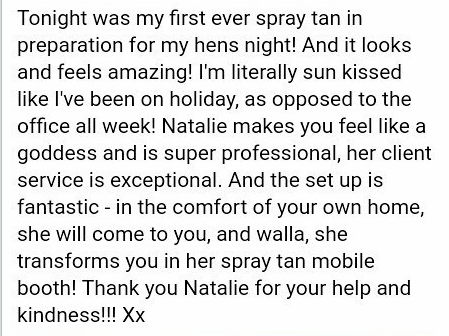 Tonight was my first ever spray tan in
preparation for my hens night! And it looks
and feels amazing! I'm literally sun kissed
like I've been on holiday, as opposed to the
office all week! Natalie makes you feel like a
goddess and is super professional, her client
service is exceptional. And the set up is
fantastic - in the comfort of your own home,
she will come to you, and walla, she
transforms you in her spray tan mobile
booth! Thank you Natalie for your help and
kindness!!! Xx